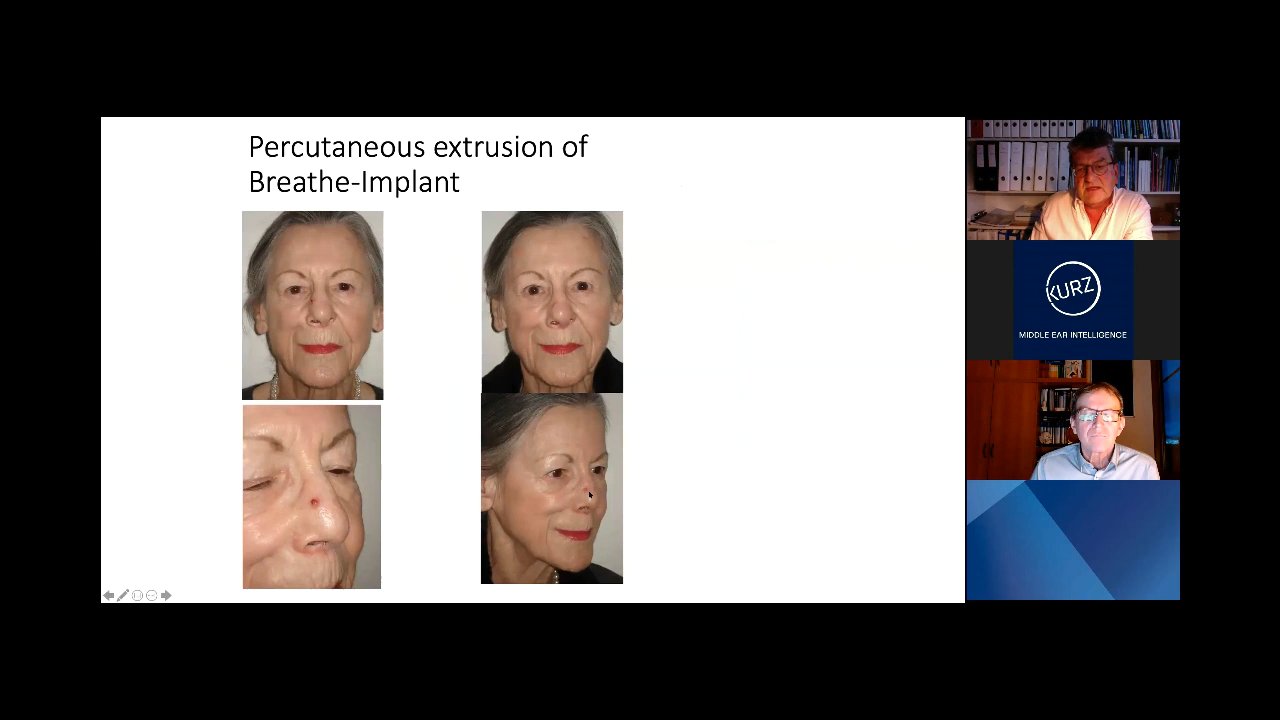 Percutaneous extrusion of
Breathe-Implant
KURZ
MIDDLE EAR INTELLIGENCE